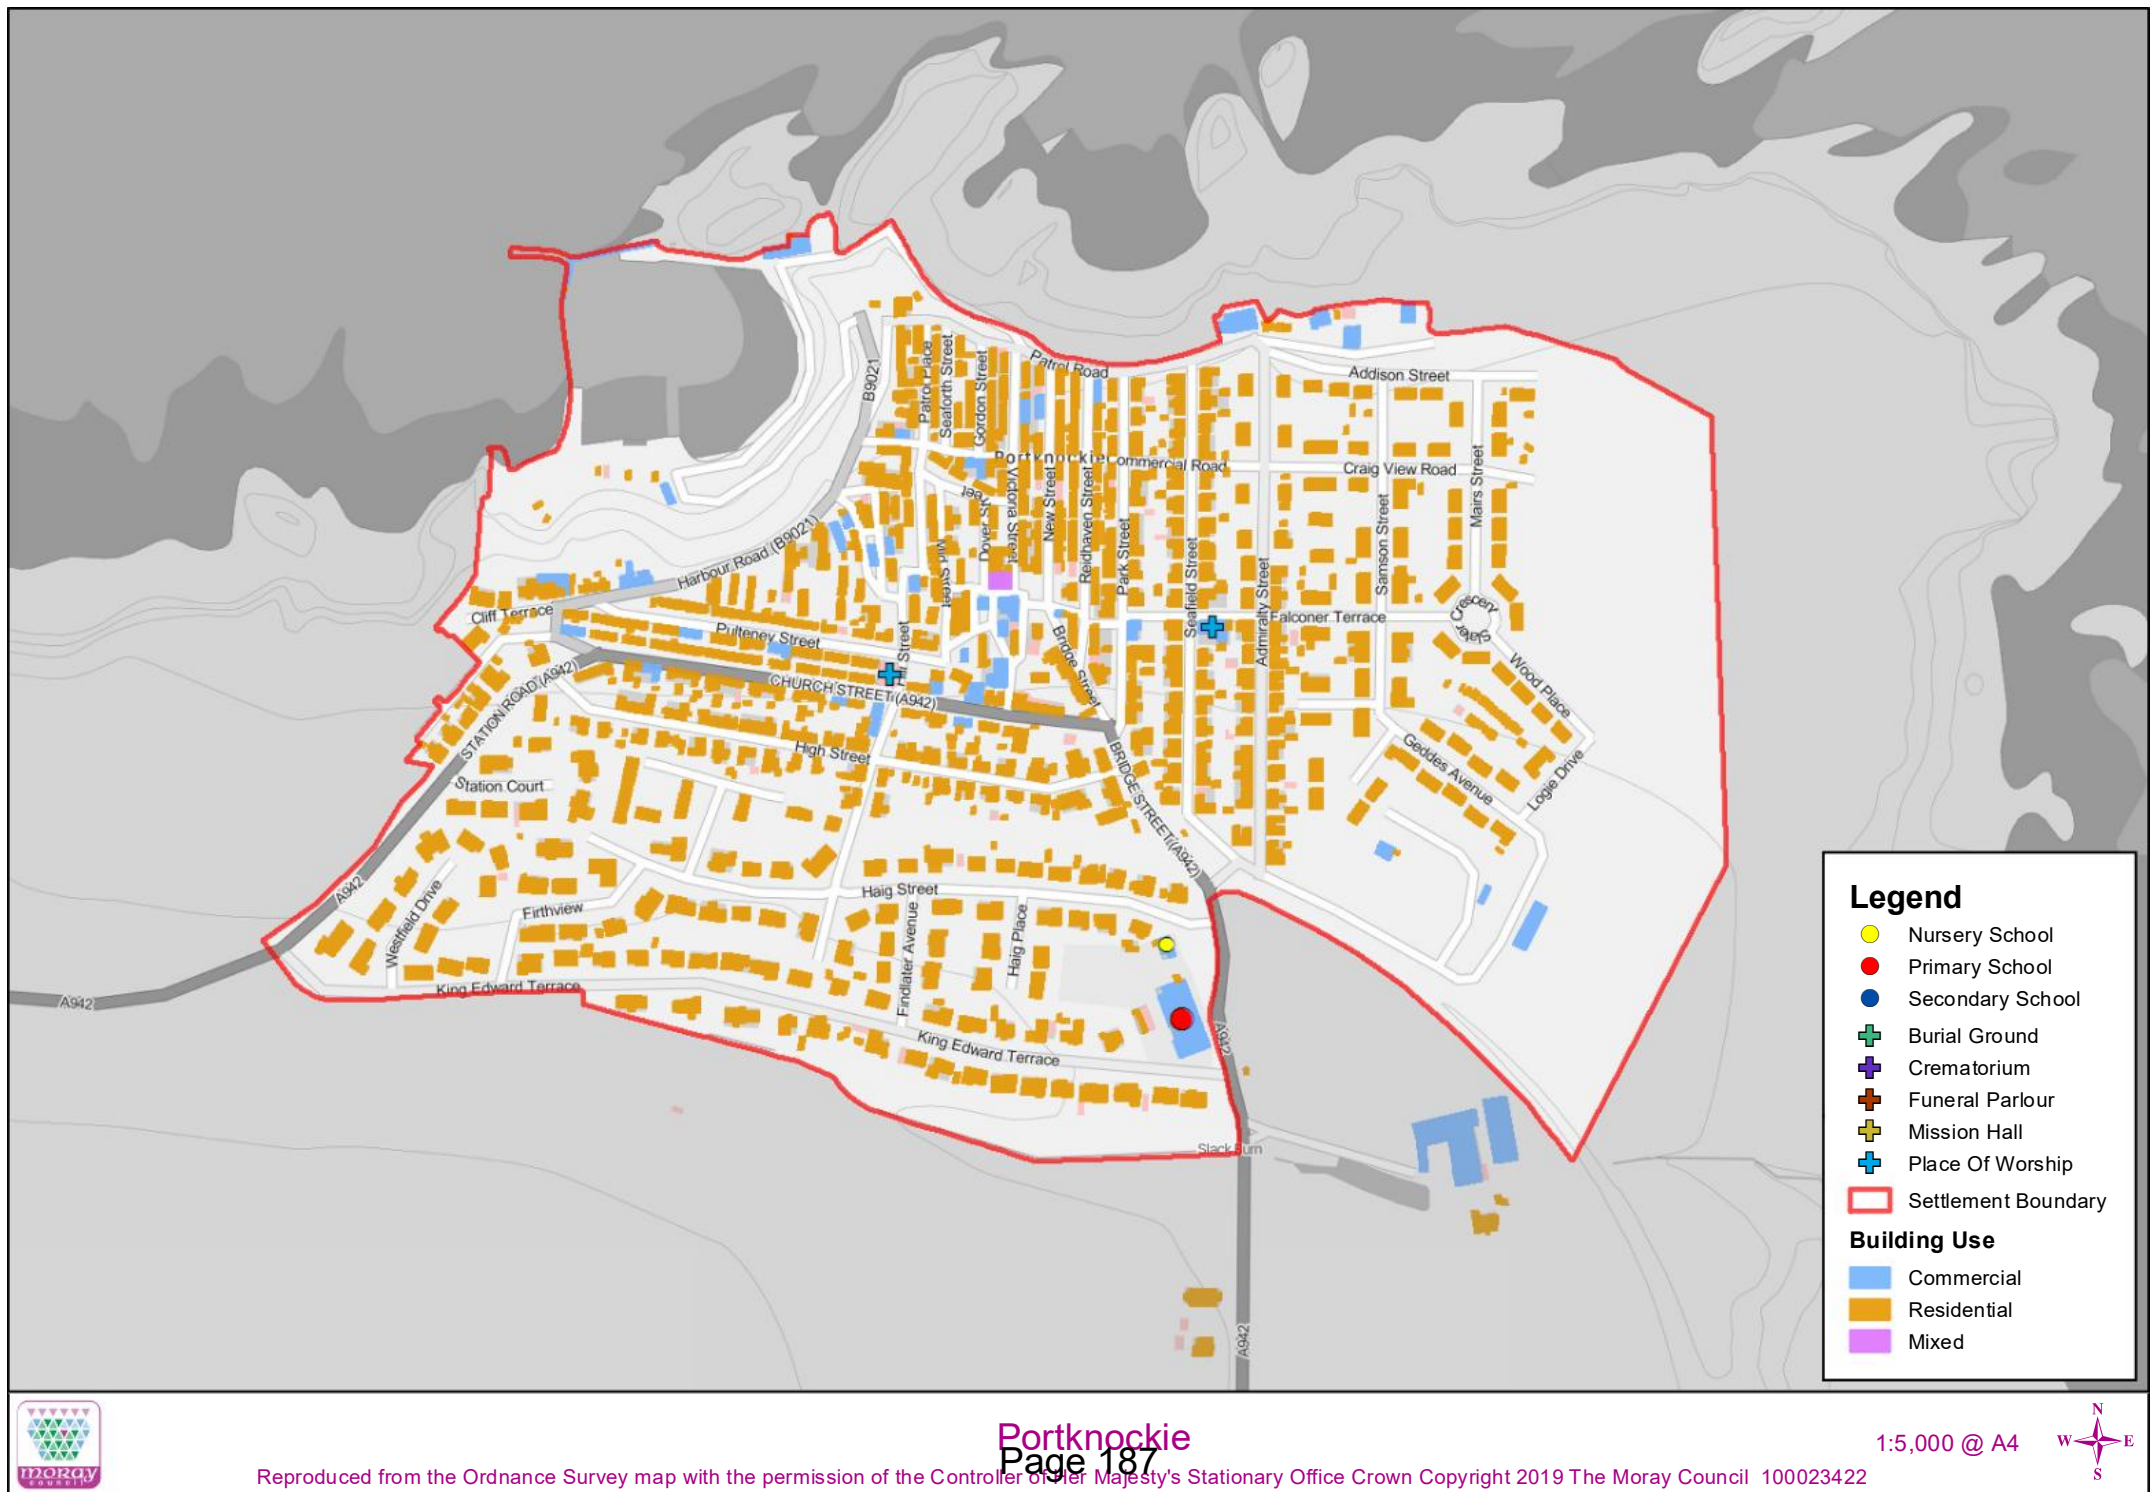 Patrol Road
Addison Street
B9021
Patrol Place
Seaforth Street
Gordon Street
Portknockie
Commercial Road
Craig View Road
Mairs Street
Samson Street
Victoria Street
New Street
Reidhaven Street
Park Street
Dover Street
Harbour Road (B9021)
Seafield Street
Admiralty Street
Cliff Terrace
Pulteney Street
Falconer Terrace
Slater Crescent
Bridge Street
Wood Place
STATION ROAD (A942)
CHURCH STREET (A942)
High Street
Geddes Avenue
Logie Drive
Station Court
BRIDGE STREET (A942)
A942
Haig Street
Westfield Drive
Firthview
Findlater Avenue
Haig Place
King Edward Terrace
A942
King Edward Terrace
A942
Slack Burn
A942
Legend
Nursery School
Primary School
Secondary School
Burial Ground
Crematorium
Funeral Parlour
Mission Hall
Place Of Worship
Settlement Boundary
Building Use
Commercial
Residential
Mixed
moray
council
Portknockie
Page 187
1:5,000 @ A4
N
W E
S
Reproduced from the Ordnance Survey map with the permission of the Controller of Her Majesty's Stationary Office Crown Copyright 2019 The Moray Council 100023422